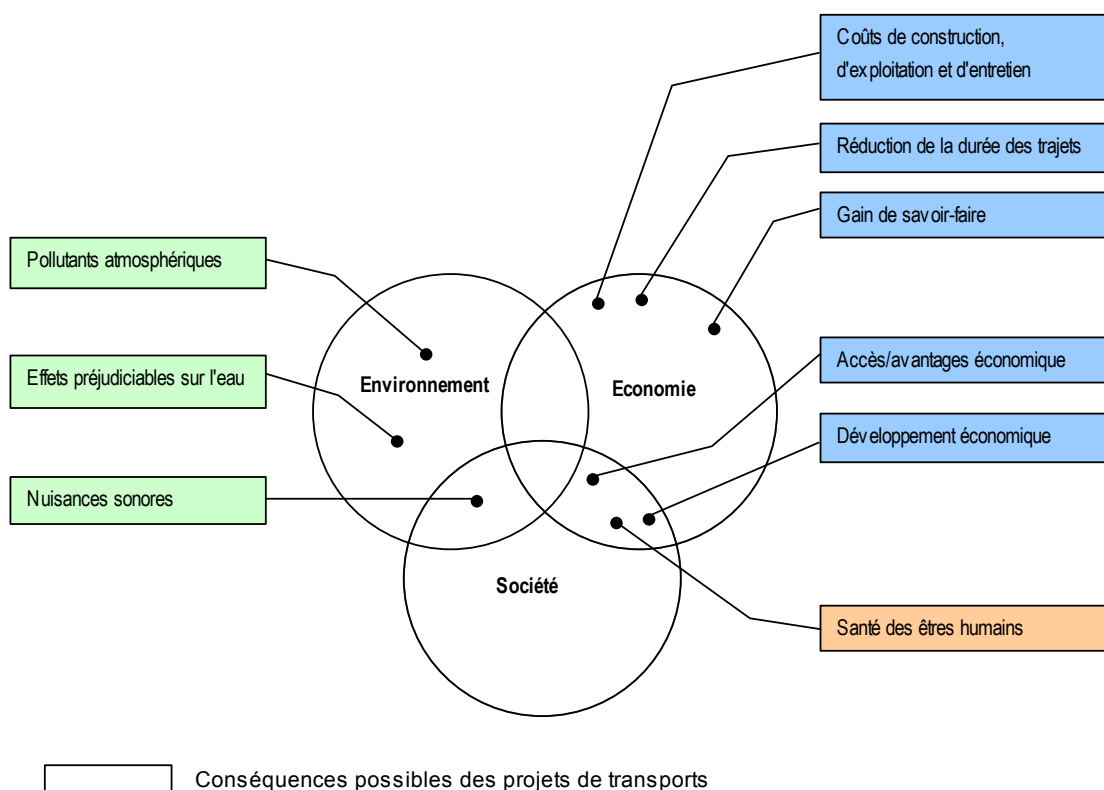 Coûts de construction,
d'exploitation et d'entretien
Réduction de la durée des trajets
Gain de savoir-faire
Pollutants atmosphériques
Accès/avantages économique
Effets préjudiciables sur l'eau
Environnement
Economie
Développement économique
Nuisances sonores
Société
Santé des êtres humains
Conséquences possibles des projets de transports